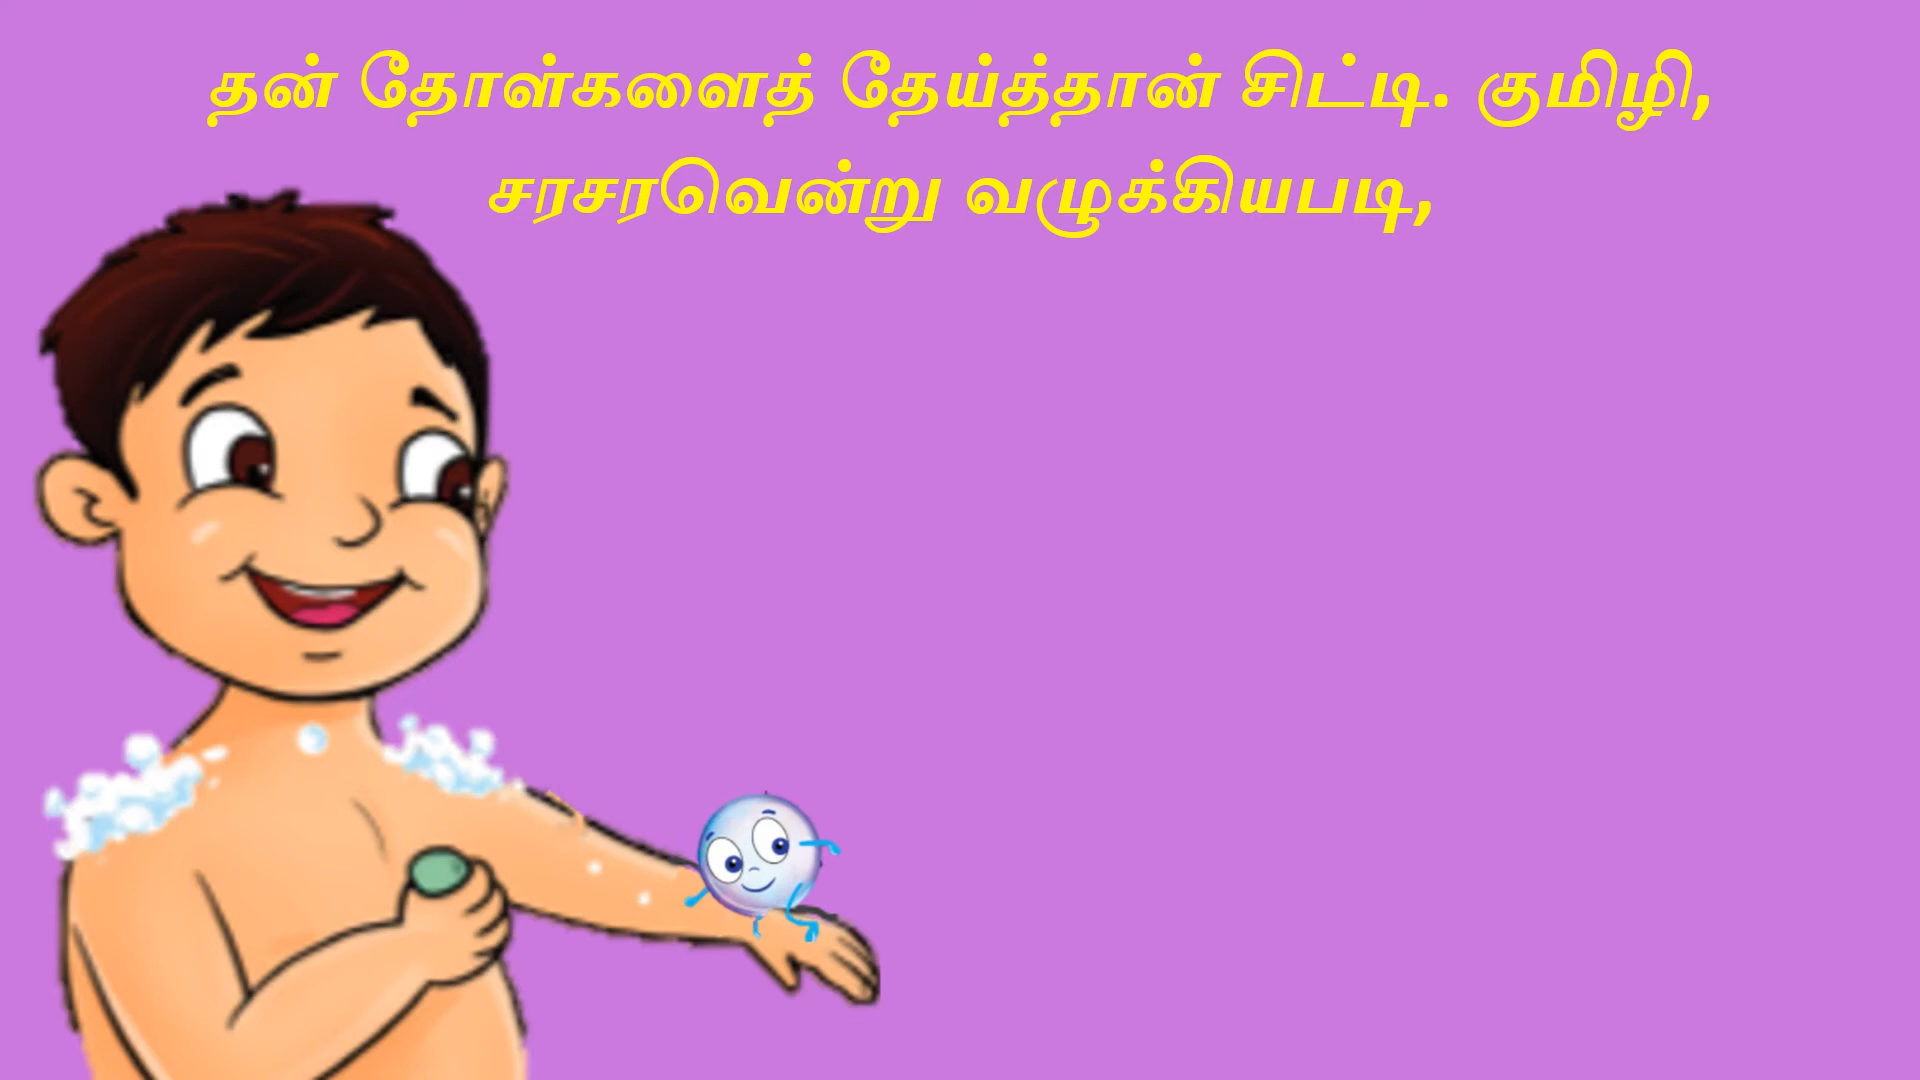 தன் தோள்களைத் தேய்த்தான் சிட்டி. குமிழி,
சரசரவென்று வழுக்கியபடி,